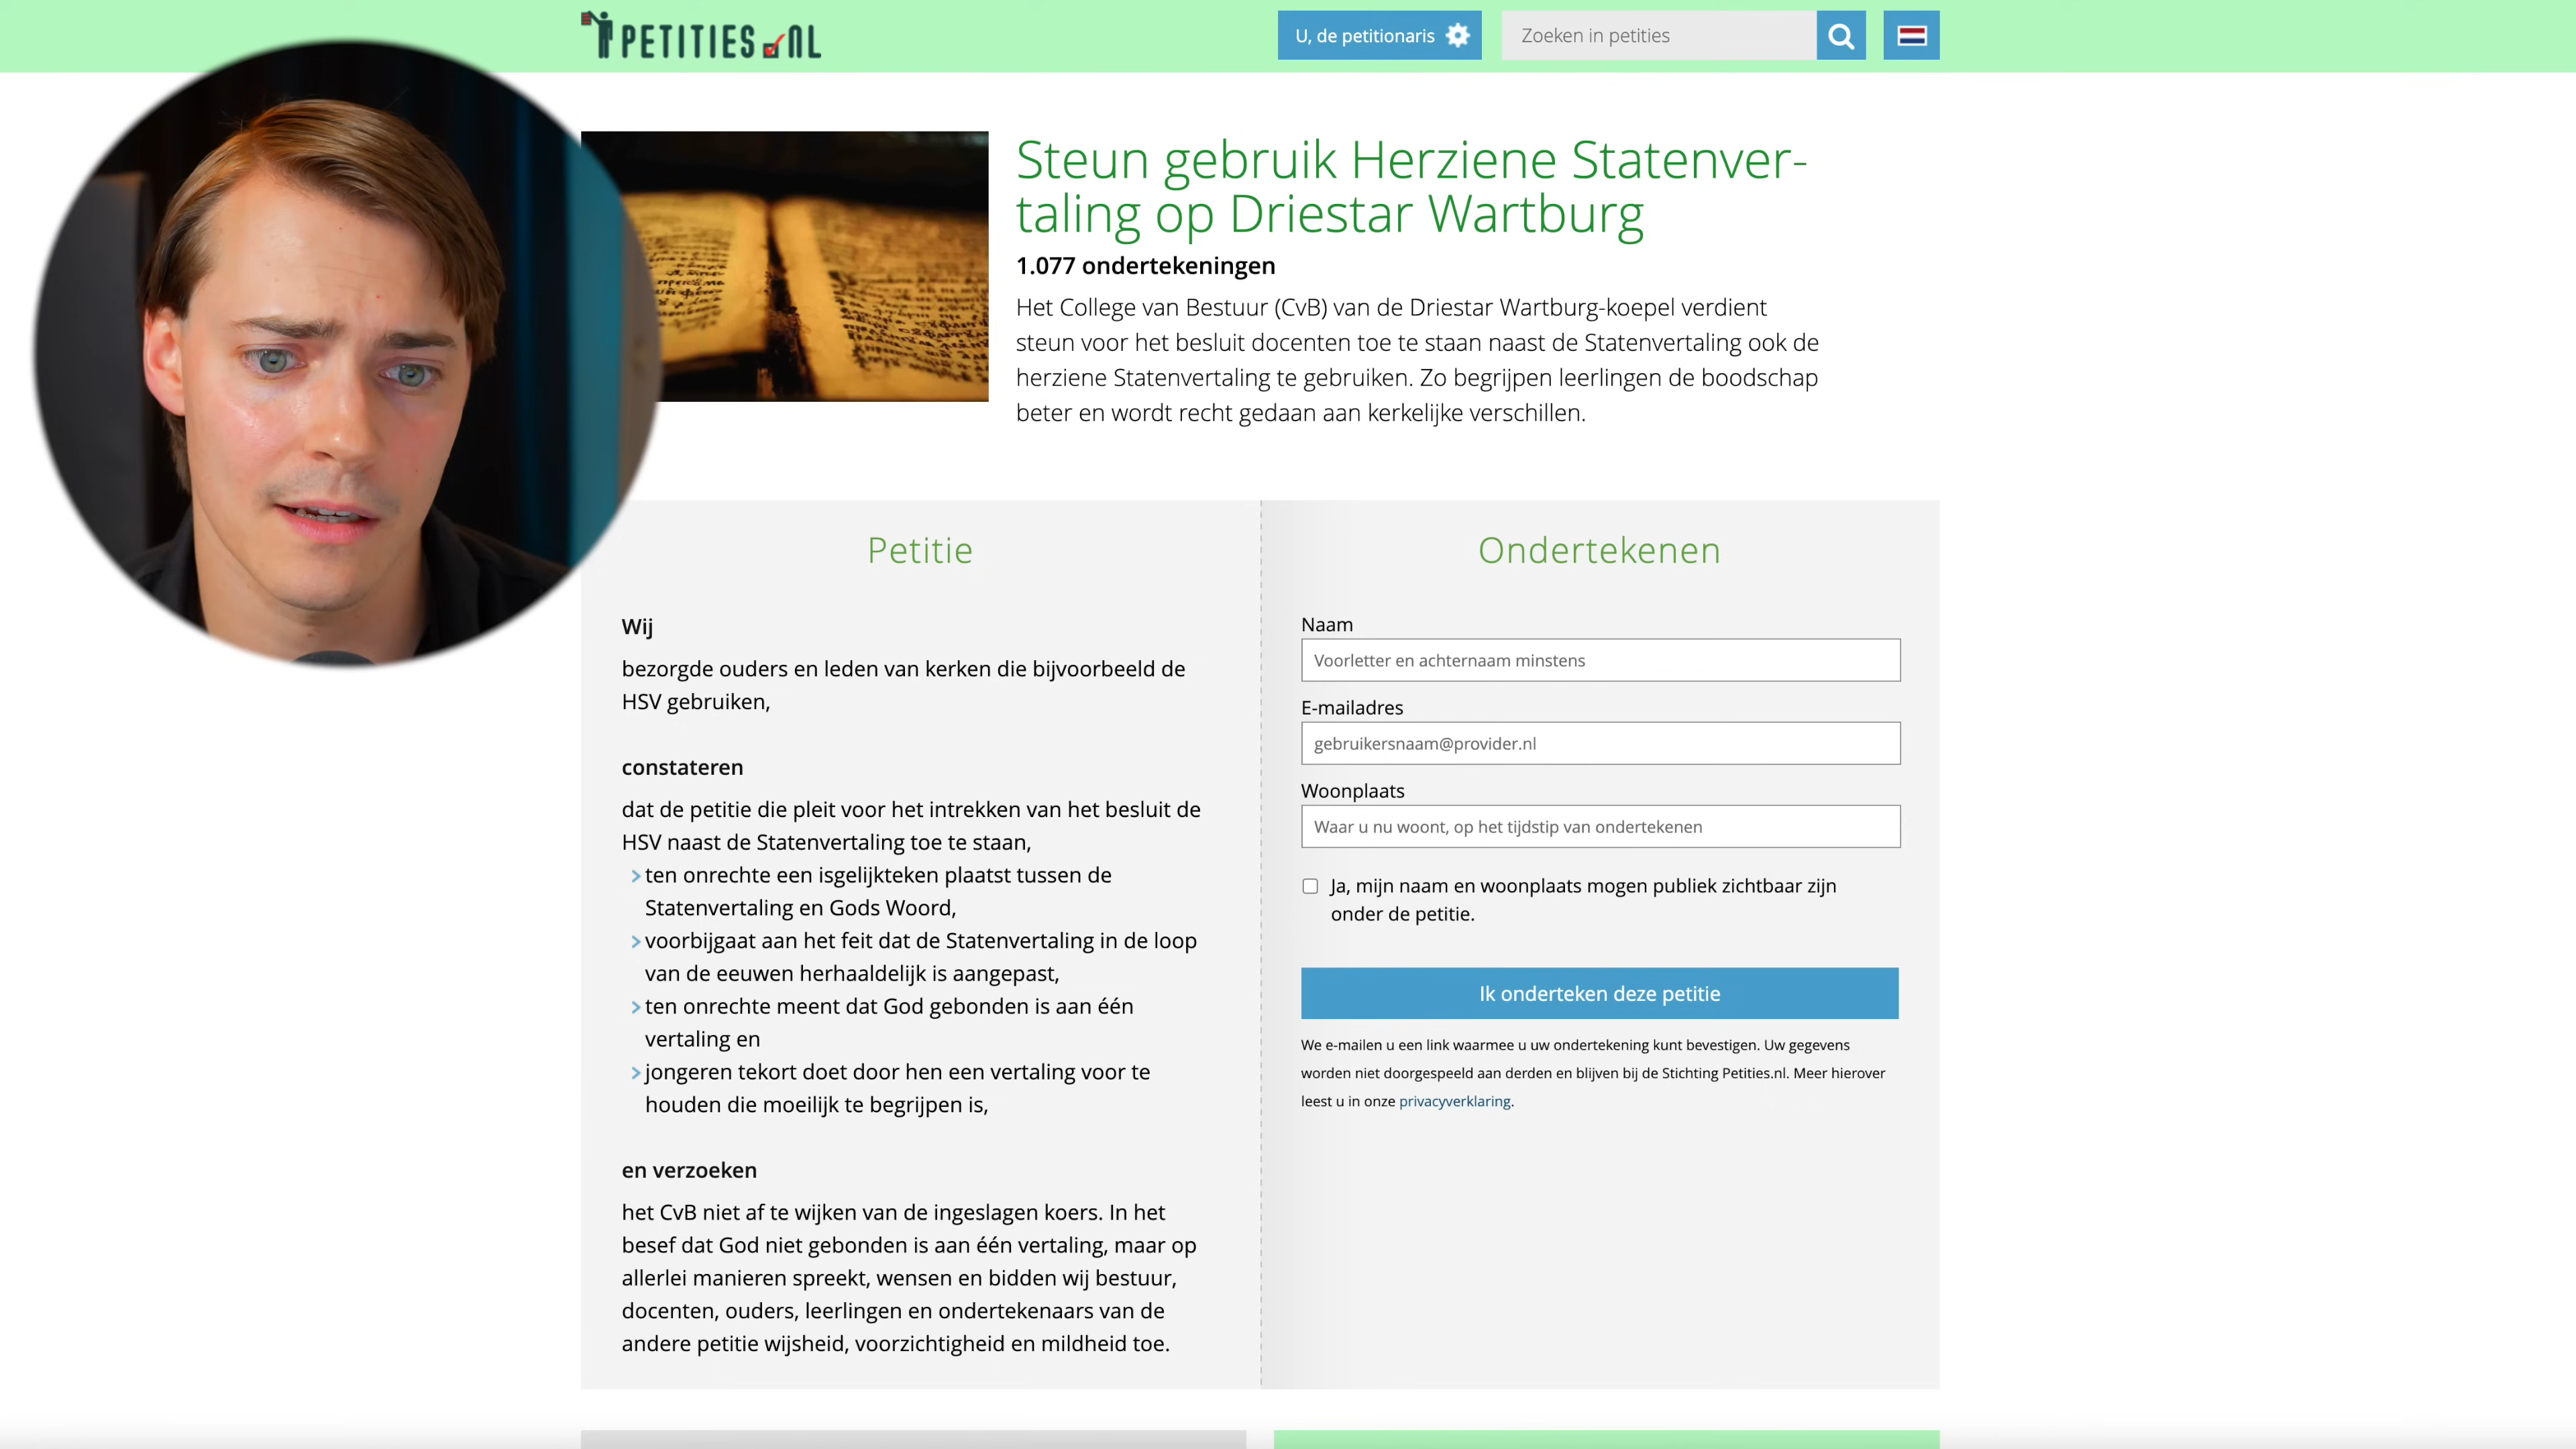 PETITIES.NL
U, de petitionaris
Zoeken in petities
Steun gebruik Herziene Statenver-
taling op Driestar Wartburg
1.077 ondertekeningen
Het College van Bestuur (CvB) van de Driestar Wartburg-koepel verdient
steun voor het besluit docenten toe te staan naast de Statenvertaling ook de
herziene Statenvertaling te gebruiken. Zo begrijpen leerlingen de boodschap
beter en wordt recht gedaan aan kerkelijke verschillen.
Petitie
Wij
bezorgde ouders en leden van kerken die bijvoorbeeld de
HSV gebruiken,
constateren
dat de petitie die pleit voor het intrekken van het besluit de
HSV naast de Statenvertaling toe te staan,
ten onrechte een isgelijkteken plaatst tussen de
Statenvertaling en Gods Woord,
voorbijgaat aan het feit dat de Statenvertaling in de loop
van de eeuwen herhaaldelijk is aangepast,
ten onrechte meent dat God gebonden is aan één
vertaling en
jongeren tekort doet door hen een vertaling voor te
houden die moeilijk te begrijpen is,
en verzoeken
het CvB niet af te wijken van de ingeslagen koers. In het
besef dat God niet gebonden is aan één vertaling, maar op
allerlei manieren spreekt, wensen en bidden wij bestuur,
docenten, ouders, leerlingen en ondertekenaars van de
andere petitie wijsheid, voorzichtigheid en mildheid toe.
Ondertekenen
Naam
Voorletter en achternaam minstens
E-mailadres
gebruikersnaam@provider.nl
Woonplaats
Waar u nu woont, op het tijdstip van ondertekenen
Ja, mijn naam en woonplaats mogen publiek zichtbaar zijn
onder de petitie.
Ik onderteken deze petitie
We e-mailen u een link waarmee u uw ondertekening kunt bevestigen. Uw gegevens
worden niet doorgespeeld aan derden en blijven bij de Stichting Petities.nl. Meer hierover
leest u in onze privacyverklaring.